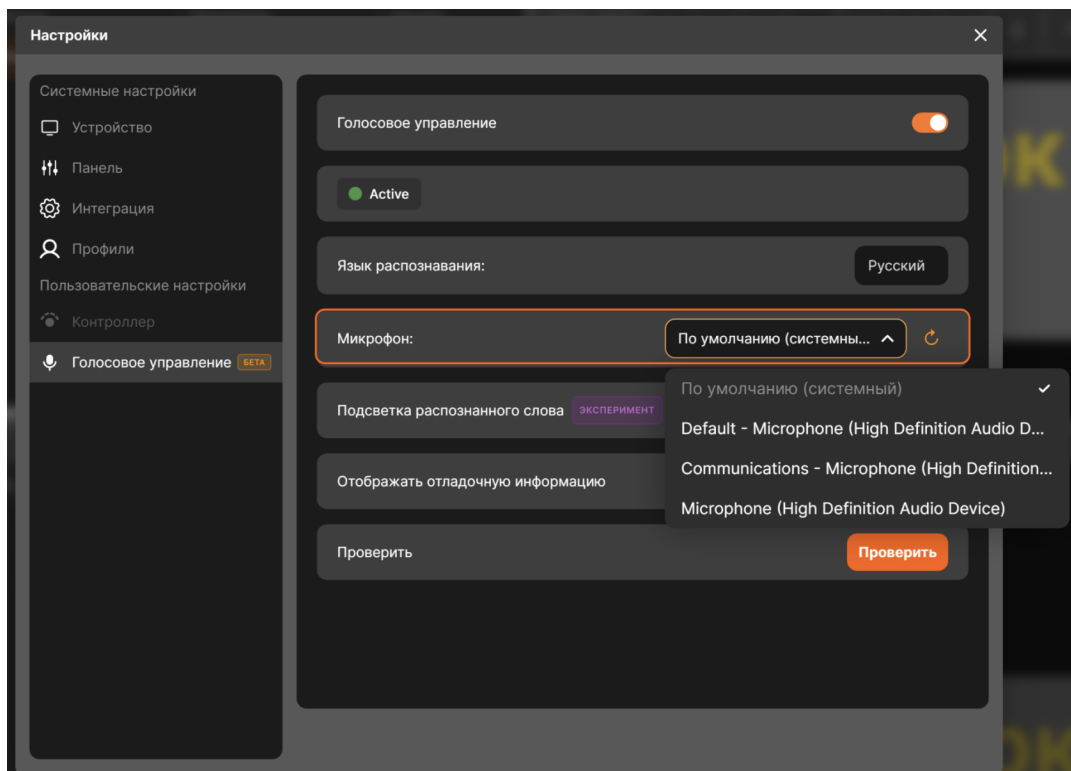 Настройки
Системные настройки
Устройство
Панель
Интеграция
Профили
Пользовательские настройки
Контроллер
Голосовое управление БЕТА
Голосовое управление
Active
Язык распознавания:
Русский
Микрофон:
По умолчанию (системны...
По умолчанию (системный)
Default - Microphone (High Definition Audio D...
Communications - Microphone (High Definition...
Microphone (High Definition Audio Device)
Подсветка распознанного слова ЭКСПЕРИМЕНТ
Отображать отладочную информацию
Проверить
Проверить